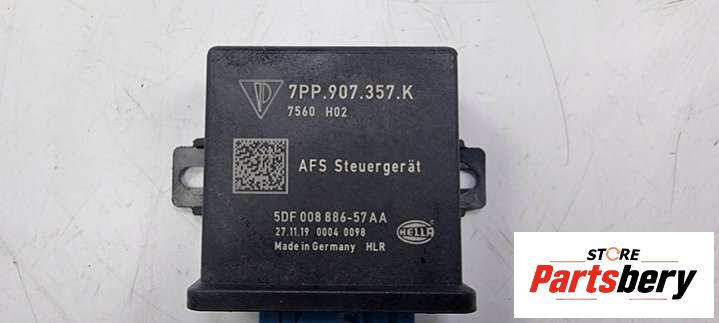 7PP.907.357.K
7560 H02
AFS Steuergerät
5DF 008 886-57AA
27.11.19 0004 0098
Made in Germany HLR
HELLA
STORE
Partsbery